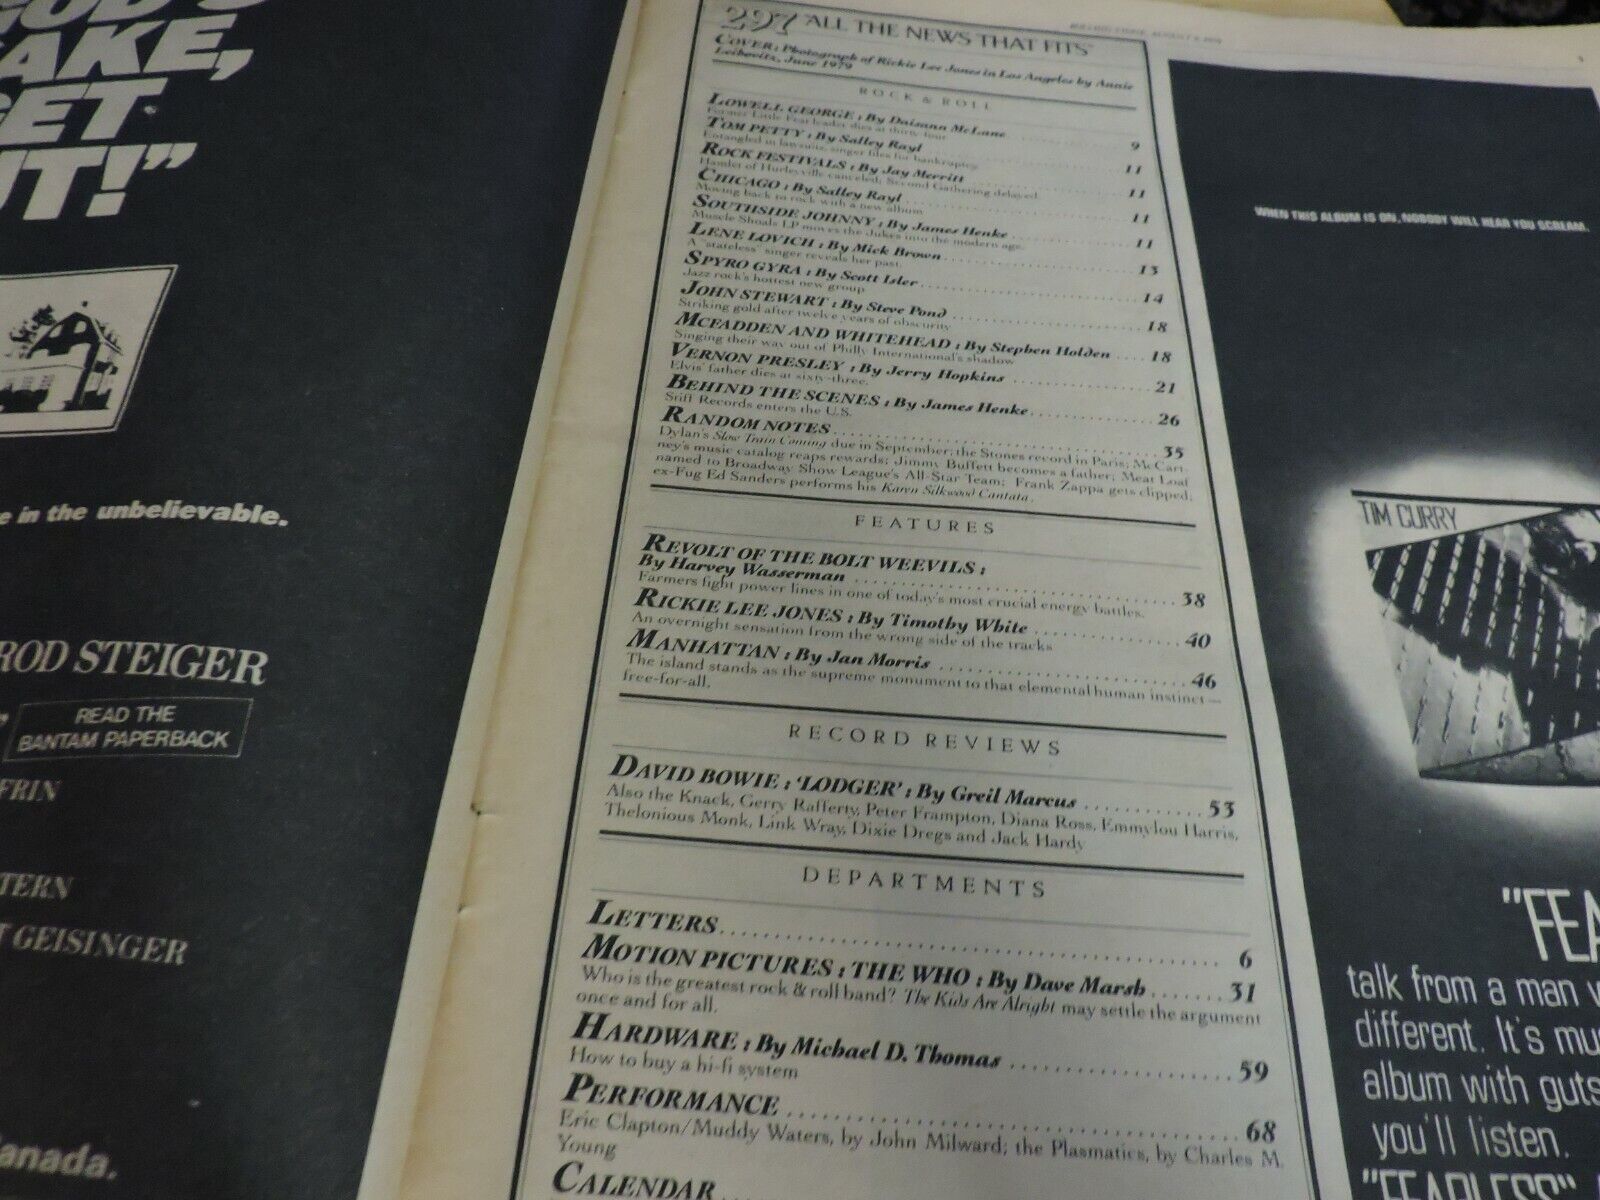 GOD'S
SAKE,
GET
OUT!"
e in the unbelievable.
ROD STEIGER
READ THE
BANTAM PAPERBACK
FRIN
TERN
T GEISINGER
anada.
297 "ALL THE NEWS THAT FITS"
COVER: Photograph of Rickie Lee Jones in Los Angeles by Annie
Leibovitz, June 1979
ROCK & ROLL
LOWELL GEORGE : By Daisann McLane 9
Former Little Feat leader dies at thirty-four
TOM PETTY : By Salley Rayl 11
Entangled in lawsuits, singer files for bankruptcy
ROCK FESTIVALS : By Jay Merritt 11
Hamlet of Hurleyville canceled; Second Gathering delayed
CHICAGO : By Salley Rayl 11
Moving back to rock with a new album
SOUTHSIDE JOHNNY : By James Henke 11
Muscle Shoals LP moves the Jukes into the modern age.
LENE LOVICH : By Mick Brown 13
A "stateless" singer reveals her past.
SPYRO GYRA : By Scott Isler 14
Jazz rock's hottest new group
JOHN STEWART : By Steve Pond 18
Striking gold after twelve years of obscurity
MCFADDEN AND WHITEHEAD : By Stephen Holden 18
Singing their way out of Philly International's shadow
VERNON PRESLEY : By Jerry Hopkins 21
Elvis' father dies at sixty-three.
BEHIND THE SCENES : By James Henke 26
Stiff Records enters the U.S.
RANDOM NOTES 35
Dylan's Slow Train Coming due in September; the Stones record in Paris; McCart-
ney's music catalog reaps rewards; Jimmy Buffett becomes a father; Meat Loaf
named to Broadway Show League's All-Star Team; Frank Zappa gets clipped;
ex-Fug Ed Sanders performs his Karen Silkwood Cantata.
FEATURES
REVOLT OF THE BOLT WEEVILS :
By Harvey Wasserman 38
Farmers fight power lines in one of today's most crucial energy battles.
RICKIE LEE JONES : By Timothy White 40
An overnight sensation from the wrong side of the tracks
MANHATTAN : By Jan Morris 46
The island stands as the supreme monument to that elemental human instinct —
free-for-all.
RECORD REVIEWS
DAVID BOWIE : 'LODGER' : By Greil Marcus 53
Also the Knack, Gerry Rafferty, Peter Frampton, Diana Ross, Emmylou Harris,
Thelonious Monk, Link Wray, Dixie Dregs and Jack Hardy
DEPARTMENTS
LETTERS 6
MOTION PICTURES : THE WHO : By Dave Marsh 31
Who is the greatest rock & roll band? The Kids Are Alright may settle the argument
once and for all.
HARDWARE : By Michael D. Thomas 59
How to buy a hi-fi system
PERFORMANCE 68
Eric Clapton/Muddy Waters, by John Milward; the Plasmatics, by Charles M.
Young
CALENDAR
WHEN THIS ALBUM IS ON, NOBODY WILL HEAR YOU SCREAM.
TIM CURRY
"FEA
talk from a man
different. It's mu
album with guts
you'll listen.
"FEARLESS"